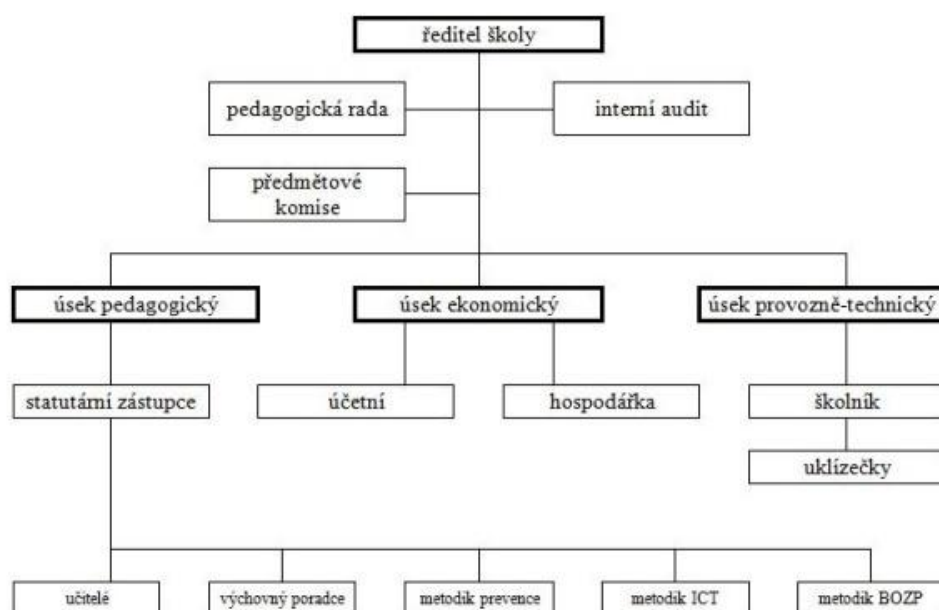 ředitel školy
pedagogická rada
interní audit
předmětové
komise
úsek pedagogický
úsek ekonomický
úsek provozně-technický
statutární zástupce
účetní
hospodářka
školník
uklízečky
učitelé
výchovný poradce
metodik prevence
metodik ICT
metodik BOZP